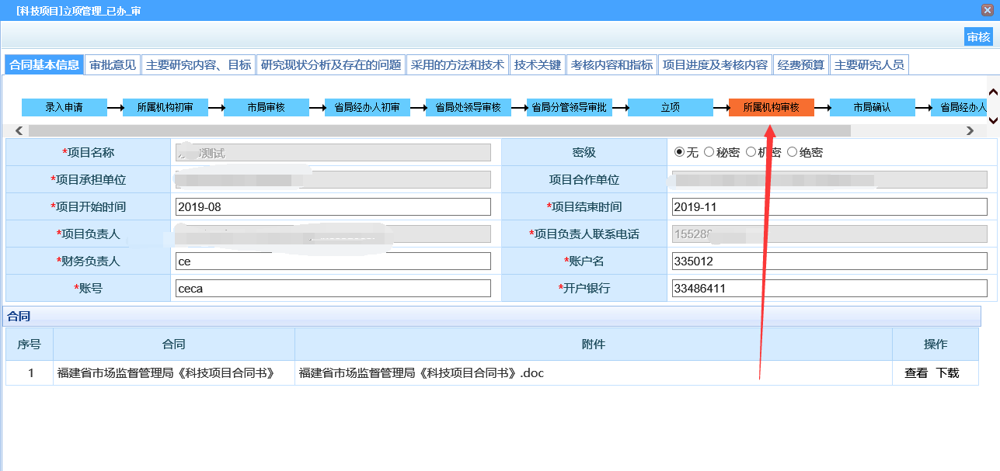 [科技项目]立项管理_已办_审
审核
合同基本信息 审批意见 主要研究内容、目标 研究现状分析及存在的问题 采用的方法和技术 技术关键 考核内容和指标 项目进度及考核内容 经费预算 主要研究人员
录入申请 所属机构初审 市局审核 省局经办人初审 省局处领导审核 省局分管领导审批 立项 所属机构审核 市局确认 省局经办人
*项目名称 测试 密级 无 秘密 机密 绝密
*项目承担单位 项目合作单位
*项目开始时间 2019-08 *项目结束时间 2019-11
*项目负责人 *项目负责人联系电话 155288
*财务负责人 ce *账户名 335012
*账号 ceca *开户银行 33486411
合同
序号 合同 附件 操作
1 福建省市场监督管理局《科技项目合同书》 福建省市场监督管理局《科技项目合同书》.doc 查看 下载